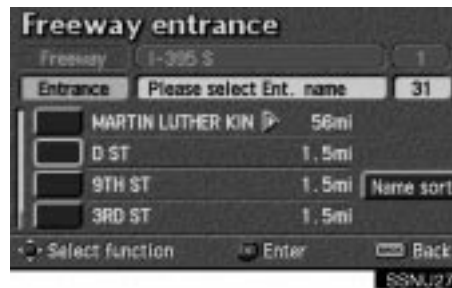 Freeway entrance
Freeway I-395 S 1
Entrance Please select Ent. name 31
MARTIN LUTHER KIN 56mi
D ST 1.5mi
9TH ST 1.5mi Name sort
3RD ST 1.5mi
Select function Enter Back
SSNU27